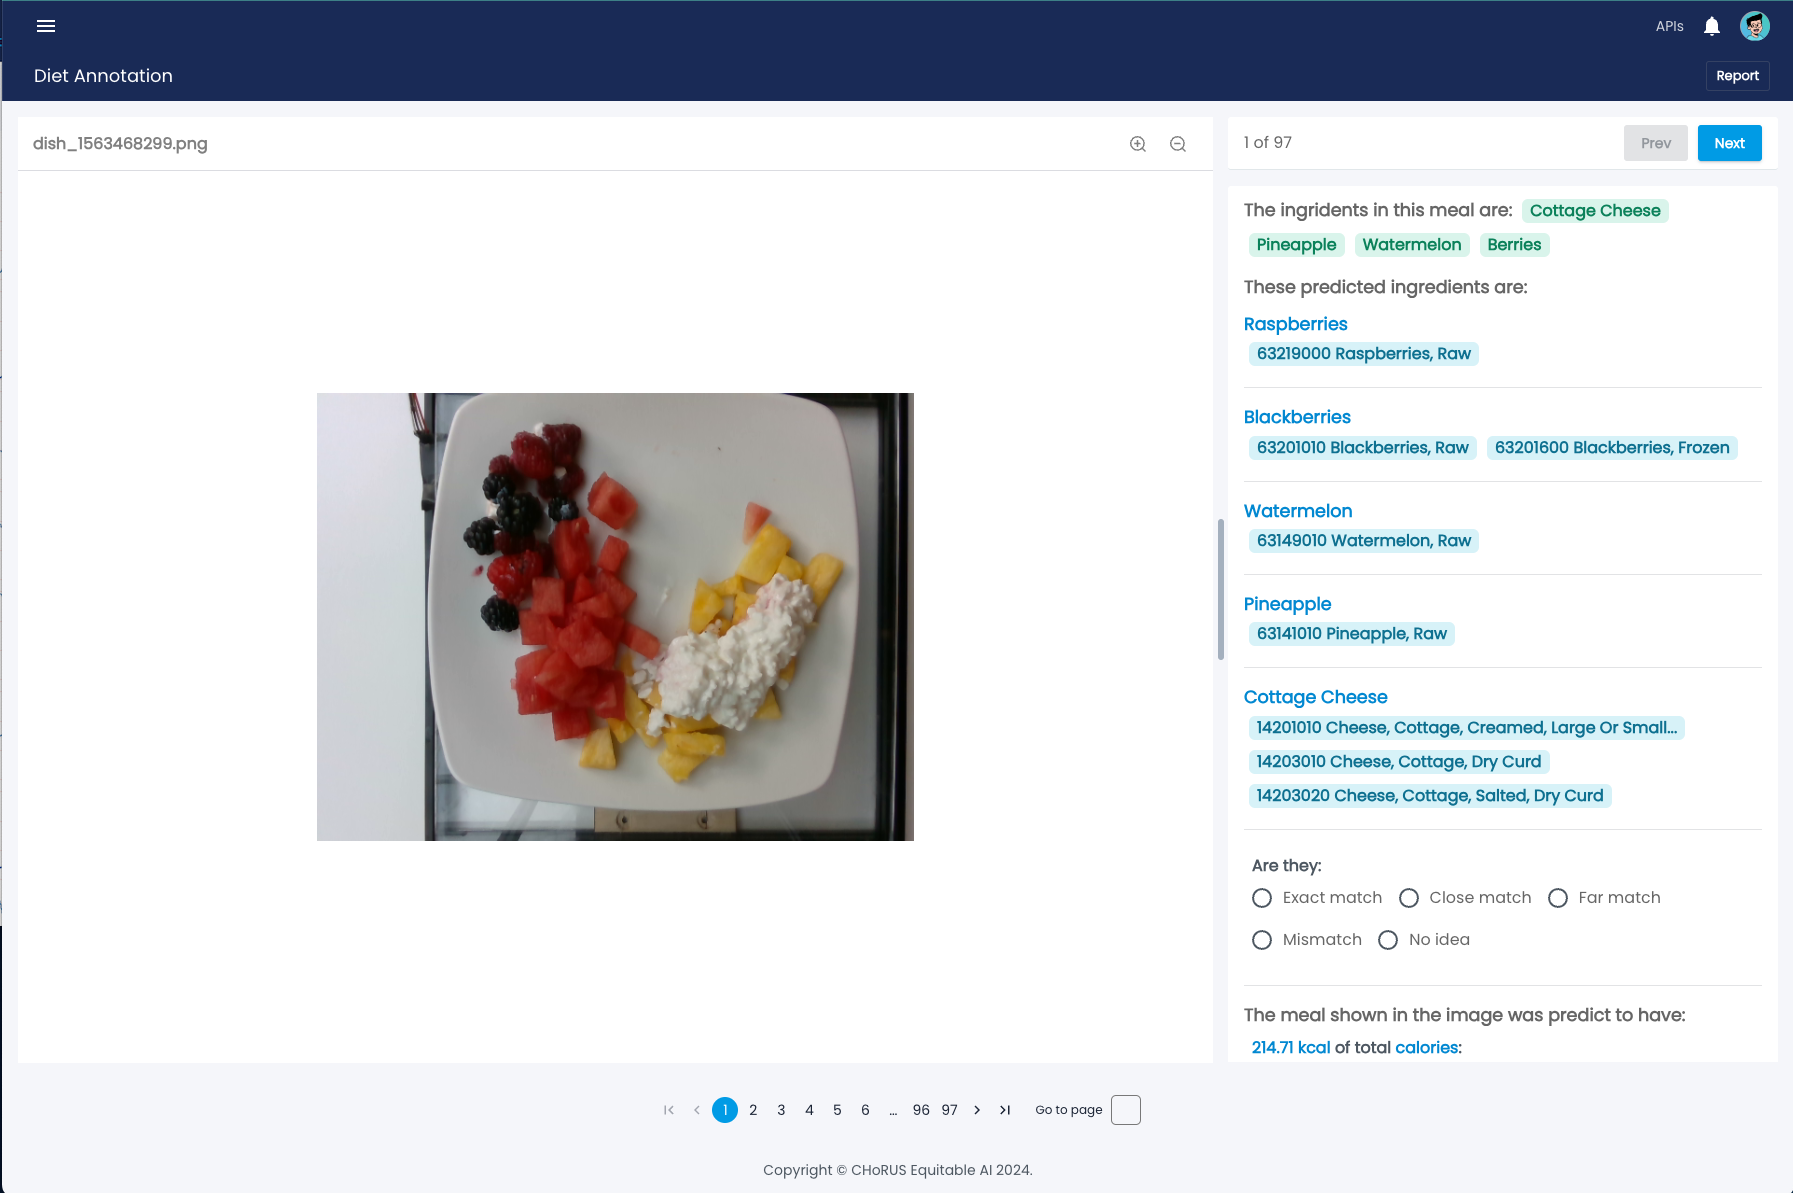 APIs
Diet Annotation
Report
dish_1563468299.png
1 of 97
Prev
Next
The ingridents in this meal are: Cottage Cheese
Pineapple Watermelon Berries
These predicted ingredients are:
Raspberries
63219000 Raspberries, Raw
Blackberries
63201010 Blackberries, Raw 63201600 Blackberries, Frozen
Watermelon
63149010 Watermelon, Raw
Pineapple
63141010 Pineapple, Raw
Cottage Cheese
14201010 Cheese, Cottage, Creamed, Large Or Small...
14203010 Cheese, Cottage, Dry Curd
14203020 Cheese, Cottage, Salted, Dry Curd
Are they:
Exact match Close match Far match
Mismatch No idea
The meal shown in the image was predict to have:
214.71 kcal of total calories:
1 2 3 4 5 6 ... 96 97 Go to page
Copyright © CHoRUS Equitable AI 2024.